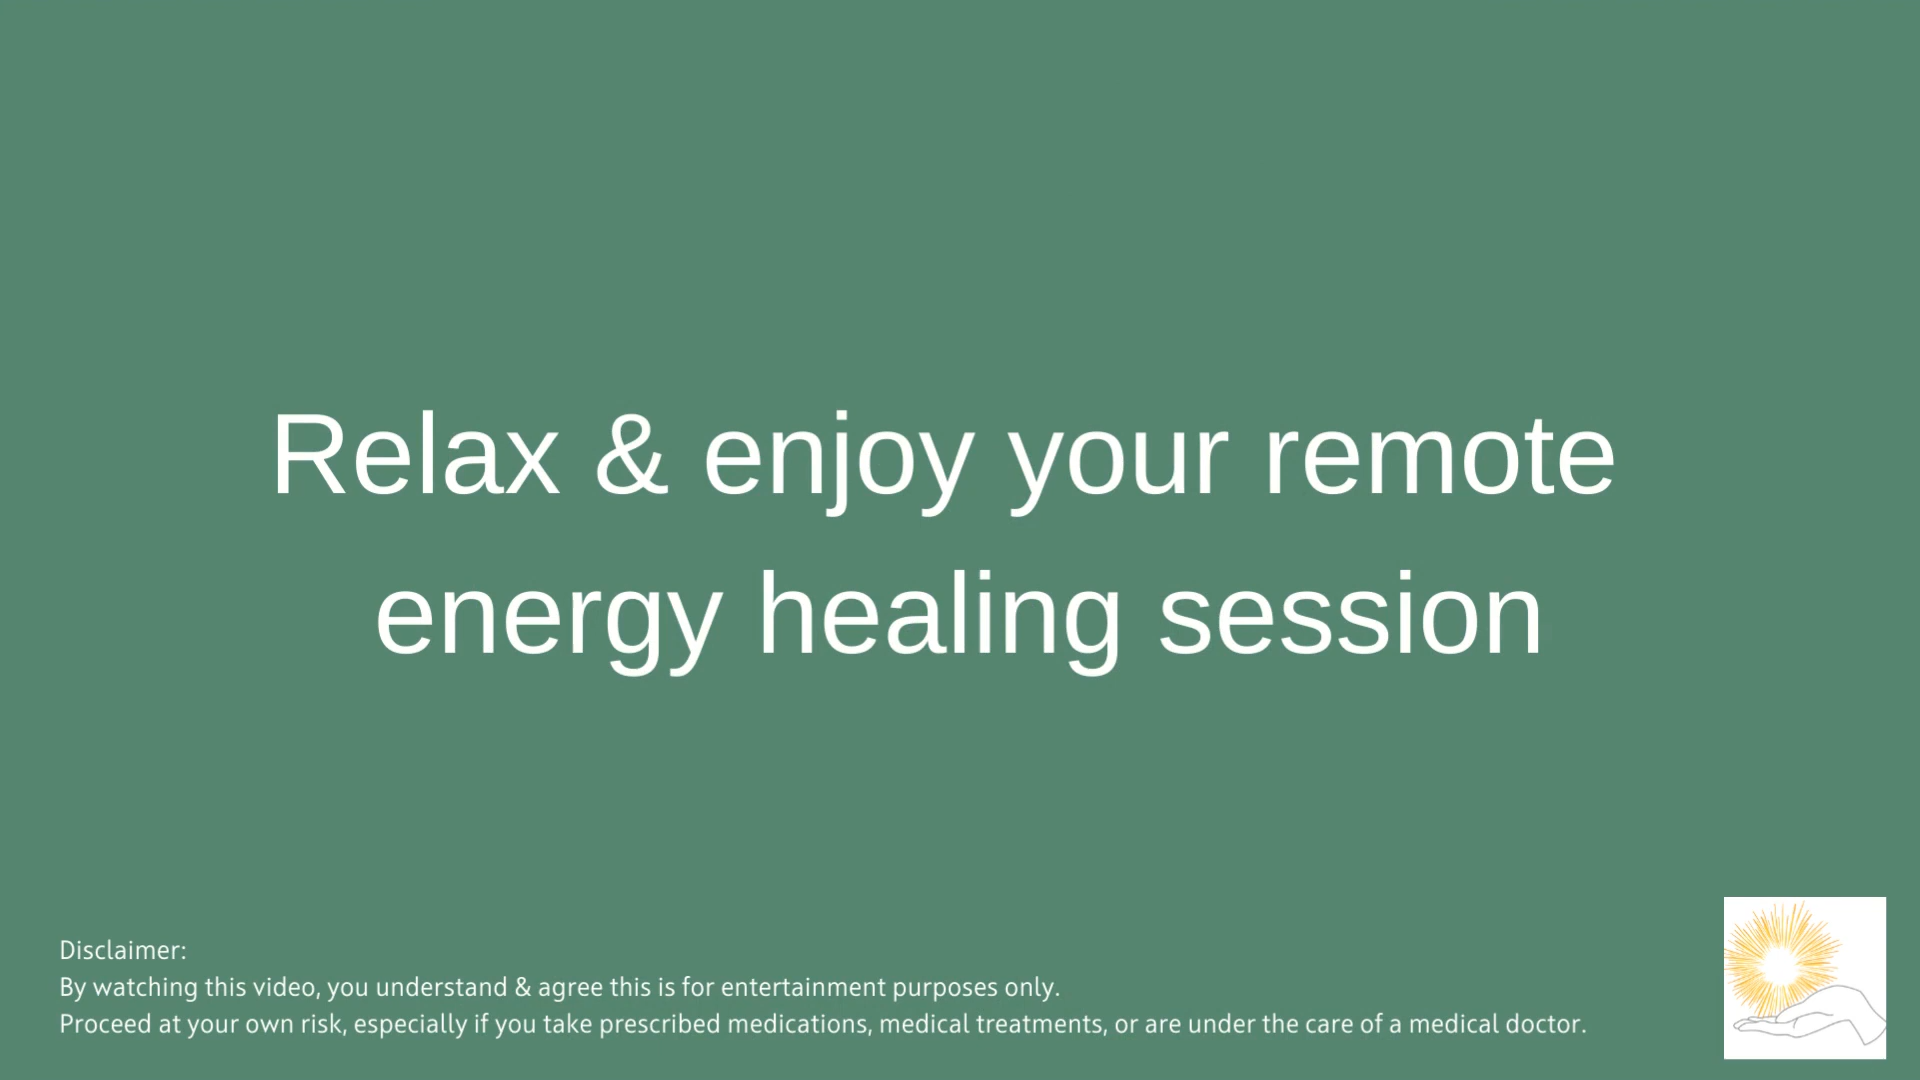 Relax & enjoy your remote
energy healing session
Disclaimer:
By watching this video, you understand & agree this is for entertainment purposes only.
Proceed at your own risk, especially if you take prescribed medications, medical treatments, or are under the care of a medical doctor.